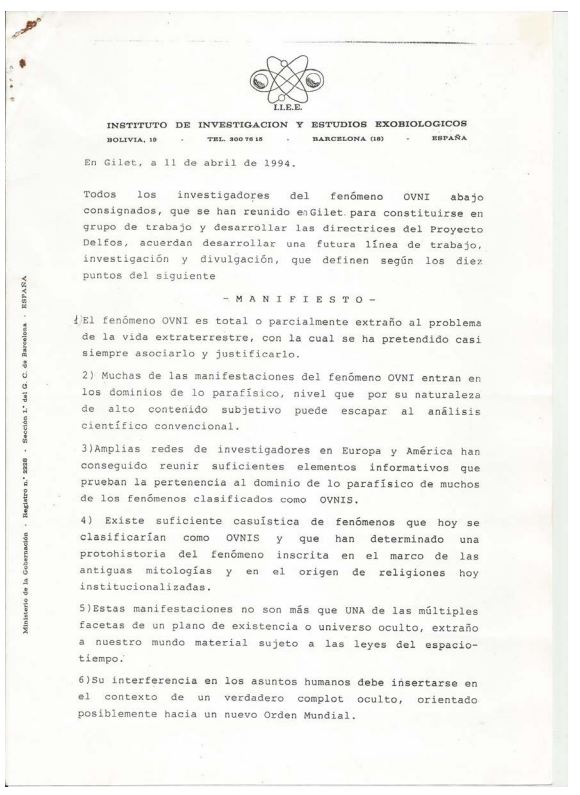 I.I.E.E.
INSTITUTO DE INVESTIGACION Y ESTUDIOS EXOBIOLOGICOS
BOLIVIA, 19 - TEL. 300 76 15 - BARCELONA (18) - ESPAÑA
En Gilet, a 11 de abril de 1994.
Todos los investigadores del fenómeno OVNI abajo
consignados, que se han reunido en Gilet para constituirse en
grupo de trabajo y desarrollar las directrices del Proyecto
Delfos, acuerdan desarrollar una futura línea de trabajo,
investigación y divulgación, que definen según los diez
puntos del siguiente
- M A N I F I E S T O -
1)El fenómeno OVNI es total o parcialmente extraño al problema
de la vida extraterrestre, con la cual se ha pretendido casi
siempre asociarlo y justificarlo.
2) Muchas de las manifestaciones del fenómeno OVNI entran en
los dominios de lo parafísico, nivel que por su naturaleza
de alto contenido subjetivo puede escapar al análisis
científico convencional.
3)Amplias redes de investigadores en Europa y América han
conseguido reunir suficientes elementos informativos que
prueban la pertenencia al dominio de lo parafísico de muchos
de los fenómenos clasificados como OVNIS.
4) Existe suficiente casuística de fenómenos que hoy se
clasificarían como OVNIS y que han determinado una
protohistoria del fenómeno inscrita en el marco de las
antiguas mitologías y en el origen de religiones hoy
institucionalizadas.
5)Estas manifestaciones no son más que UNA de las múltiples
facetas de un plano de existencia o universo oculto, extraño
a nuestro mundo material sujeto a las leyes del espacio-
tiempo.
6)Su interferencia en los asuntos humanos debe insertarse en
el contexto de un verdadero complot oculto, orientado
posiblemente hacia un nuevo Orden Mundial.
Ministerio de la Gobernación - Registro n.° 2228 - Sección 1.ª del G. C. de Barcelona - ESPAÑA